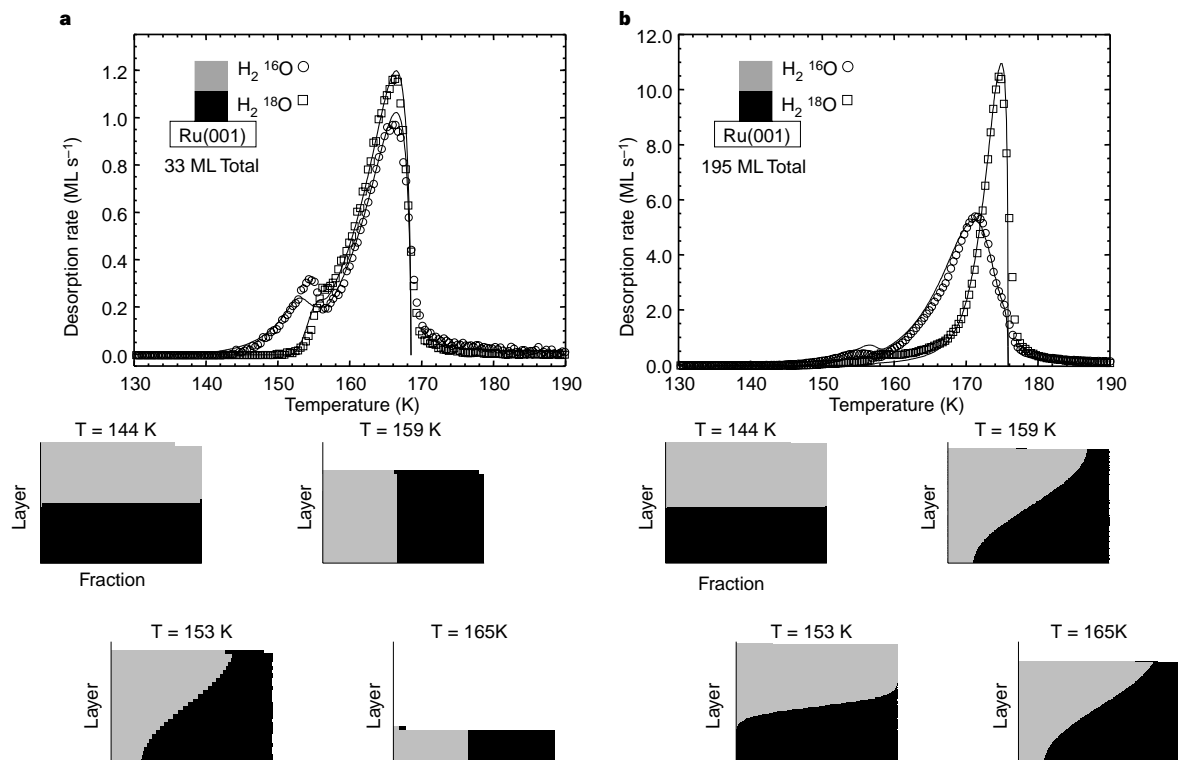 a
1.2
1.0
0.8
0.6
0.4
0.2
0.0
Desorption rate (ML s⁻¹)
H₂ ¹⁶O
H₂ ¹⁸O
Ru(001)
33 ML Total
130 140 150 160 170 180 190
Temperature (K)
b
12.0
10.0
8.0
6.0
4.0
2.0
0.0
Desorption rate (ML s⁻¹)
H₂ ¹⁶O
H₂ ¹⁸O
Ru(001)
195 ML Total
130 140 150 160 170 180 190
Temperature (K)
T = 144 K
Layer
Fraction
T = 159 K
Layer
T = 144 K
Layer
Fraction
T = 159 K
Layer
T = 153 K
Layer
T = 165K
Layer
T = 153 K
Layer
T = 165K
Layer